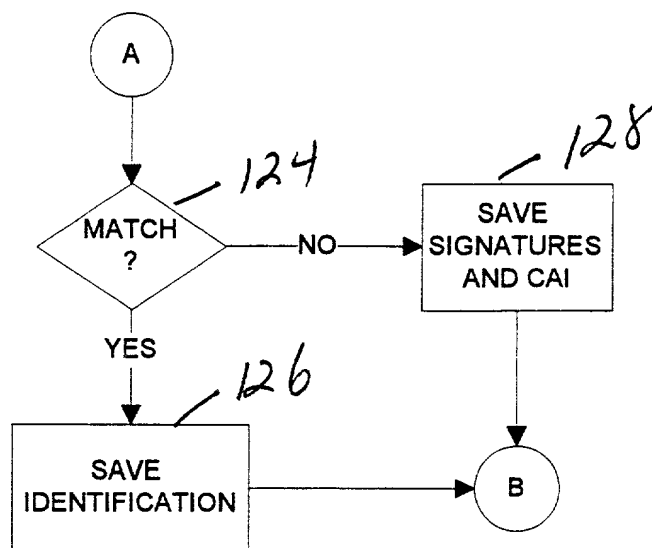 A
124
128
MATCH
?
NO
SAVE
SIGNATURES
AND CAI
YES
126
SAVE
IDENTIFICATION
B